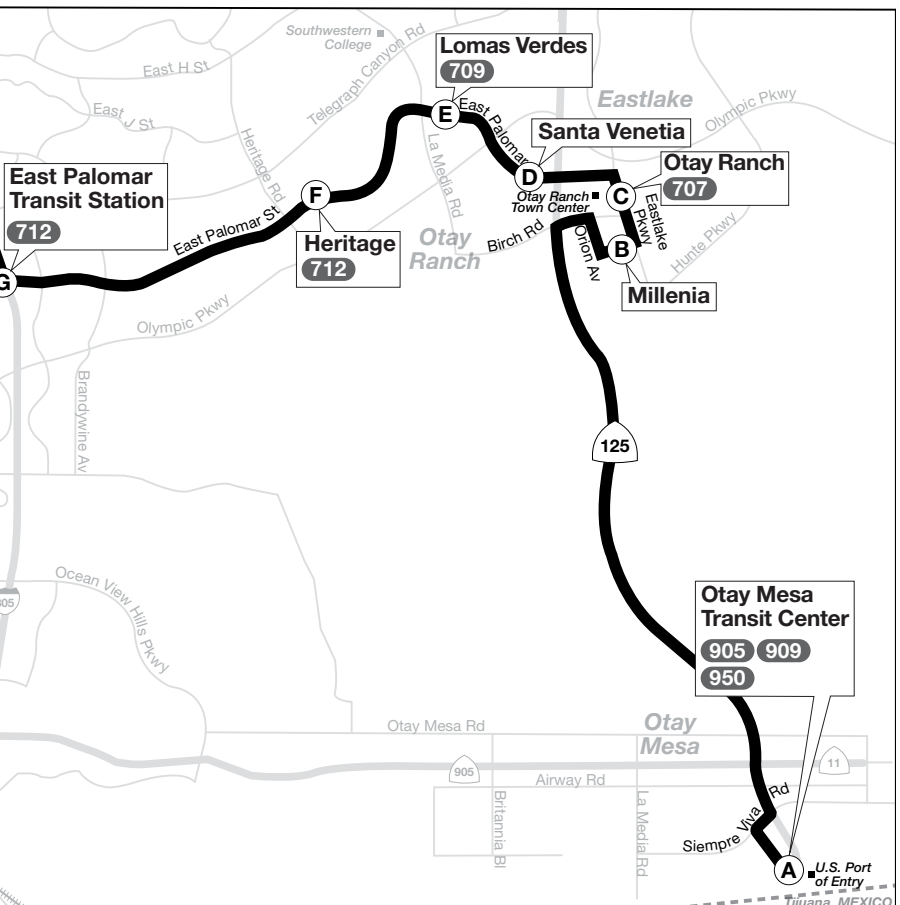 Southwestern
College
Telegraph Canyon Rd
Lomas Verdes
709
East H St
East J St
Heritage Rd
E
East Palomar
La Media Rd
Eastlake
Olympic Pkwy
Santa Venetia
D
Otay Ranch
707
Otay Ranch
Town Center
C
Eastlake
Pkwy
East Palomar
Transit Station
712
F
East Palomar St
Heritage
712
Otay
Ranch
Birch Rd
Orion Av
B
Hunte Pkwy
Millenia
G
Olympic Pkwy
Brandywine Av
125
Ocean View Hills Pkwy
805
Otay Mesa
Transit Center
905
909
950
Otay Mesa Rd
Otay
Mesa
905
11
Airway Rd
Britannia Bl
La Media Rd
Siempre Viva Rd
A
U.S. Port
of Entry
Tijuana, MEXICO